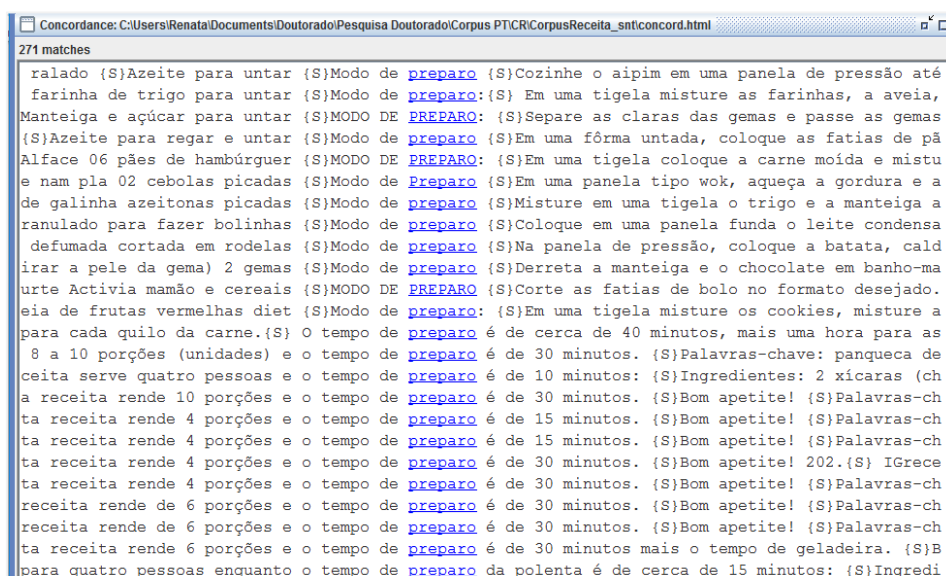 Concordance: C:\Users\Renata\Documents\Doutorado\Pesquisa Doutorado\Corpus PT\CR\CorpusReceita_snt\concord.html
271 matches
ralado {S}Azeite para untar {S}Modo de preparo {S}Cozinhe o aipim em uma panela de pressão até
farinha de trigo para untar {S}Modo de preparo:{S} Em uma tigela misture as farinhas, a aveia,
Manteiga e açúcar para untar {S}MODO DE PREPARO: {S}Separe as claras das gemas e passe as gemas
{S}Azeite para regar e untar {S}Modo de preparo {S}Em uma fôrma untada, coloque as fatias de pã
Alface 06 pães de hambúrguer {S}MODO DE PREPARO: {S}Em uma tigela coloque a carne moída e mistu
e nam pla 02 cebolas picadas {S}Modo de Preparo {S}Em uma panela tipo wok, aqueça a gordura e a
de galinha azeitonas picadas {S}Modo de preparo {S}Misture em uma tigela o trigo e a manteiga a
ranulado para fazer bolinhas {S}Modo de preparo {S}Coloque em uma panela funda o leite condensa
defumada cortada em rodelas {S}Modo de preparo {S}Na panela de pressão, coloque a batata, cald
irar a pele da gema) 2 gemas {S}Modo de preparo {S}Derreta a manteiga e o chocolate em banho-ma
urte Activia mamão e cereais {S}MODO DE PREPARO {S}Corte as fatias de bolo no formato desejado.
eia de frutas vermelhas diet {S}Modo de preparo: {S}Em uma tigela misture os cookies, misture a
para cada quilo da carne.{S} O tempo de preparo é de cerca de 40 minutos, mais uma hora para as
8 a 10 porções (unidades) e o tempo de preparo é de 30 minutos. {S}Palavras-chave: panqueca de
ceita serve quatro pessoas e o tempo de preparo é de 10 minutos: {S}Ingredientes: 2 xícaras (ch
a receita rende 10 porções e o tempo de preparo é de 30 minutos. {S}Bom apetite! {S}Palavras-ch
ta receita rende 4 porções e o tempo de preparo é de 15 minutos. {S}Bom apetite! {S}Palavras-ch
ta receita rende 4 porções e o tempo de preparo é de 15 minutos. {S}Bom apetite! {S}Palavras-ch
ta receita rende 4 porções e o tempo de preparo é de 30 minutos. {S}Bom apetite! 202.{S} IGrece
ta receita rende 4 porções e o tempo de preparo é de 30 minutos. {S}Bom apetite! {S}Palavras-ch
receita rende de 6 porções e o tempo de preparo é de 30 minutos. {S}Bom apetite! {S}Palavras-ch
receita rende de 6 porções e o tempo de preparo é de 30 minutos. {S}Bom apetite! {S}Palavras-ch
ta receita rende 6 porções e o tempo de preparo é de 30 minutos mais o tempo de geladeira. {S}B
para quatro pessoas enquanto o tempo de preparo da polenta é de cerca de 15 minutos: {S}Ingredi